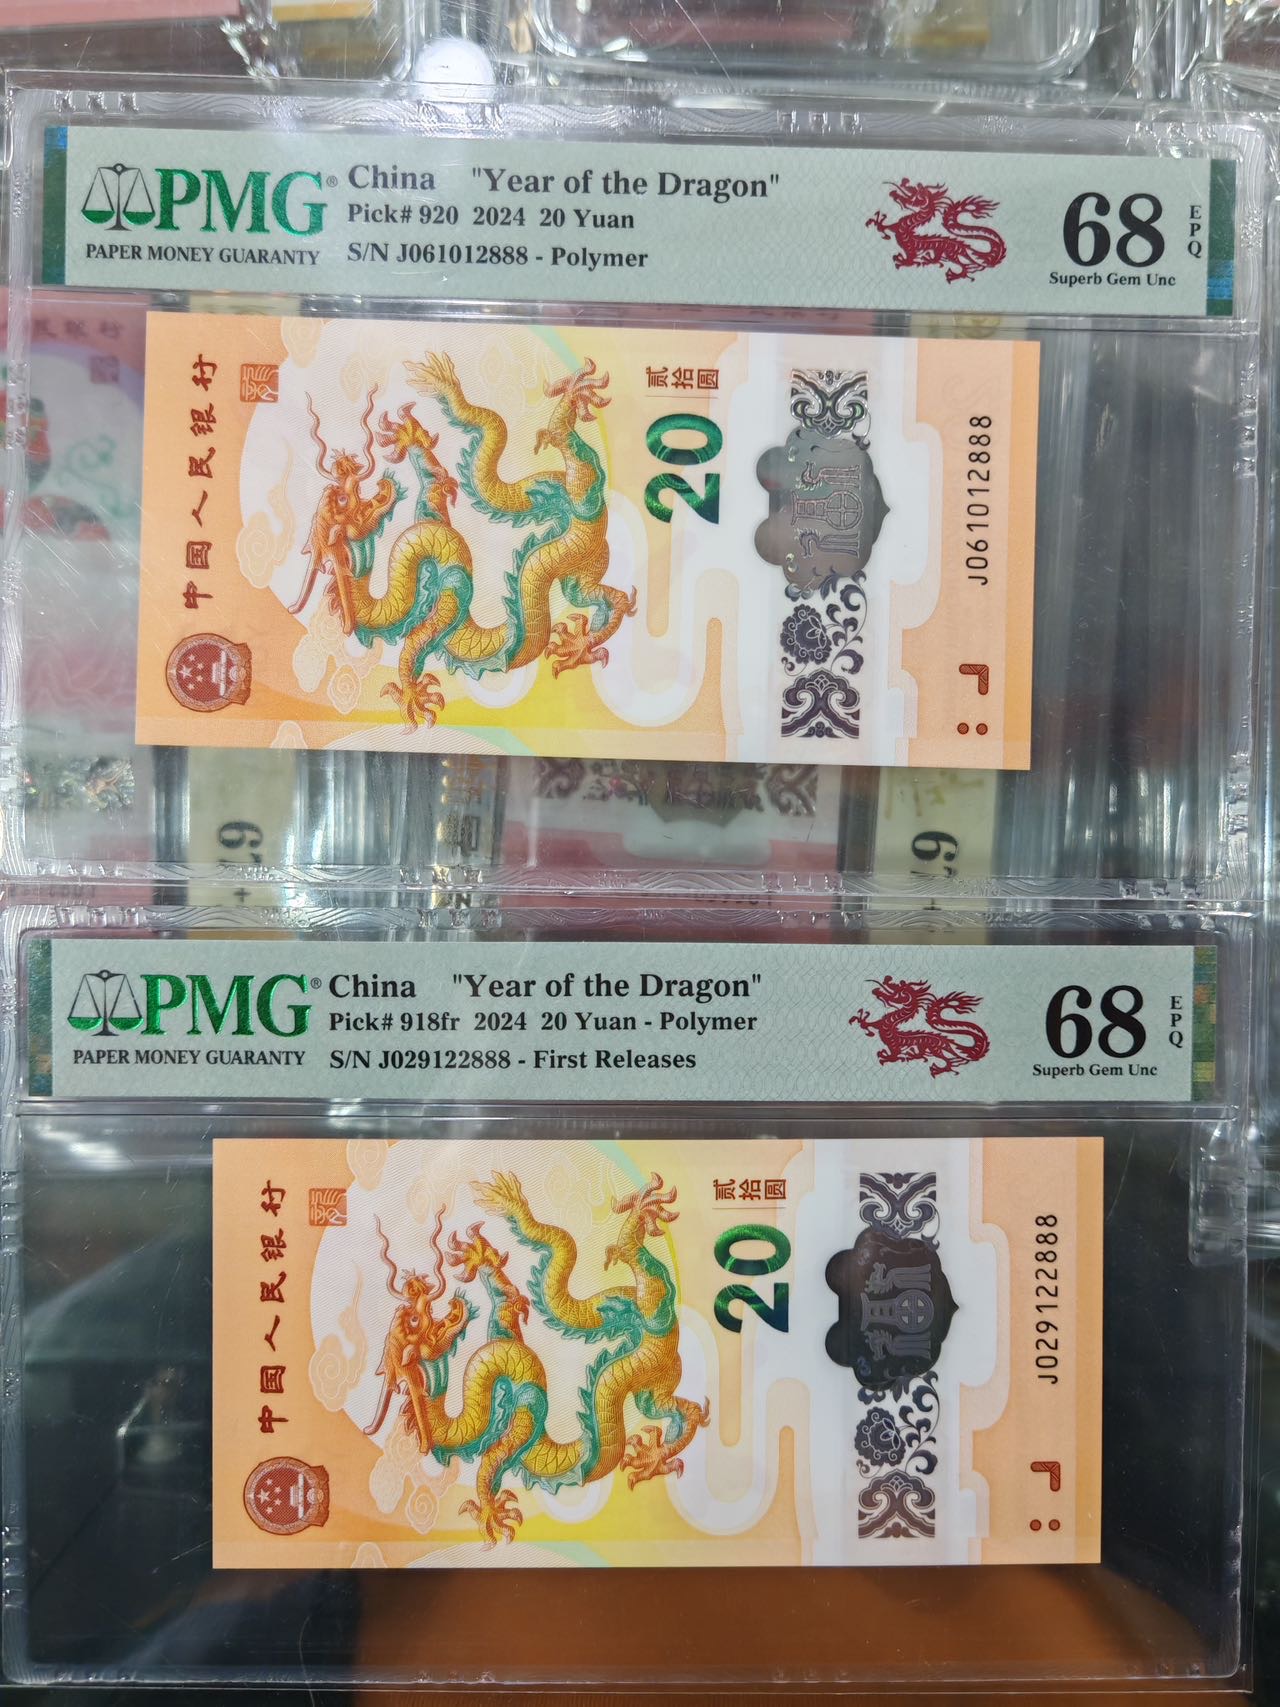 PMG®
PAPER MONEY GUARANTY
China "Year of the Dragon"
Pick# 920 2024 20 Yuan
S/N J061012888 - Polymer
68
EPQ
Superb Gem Unc
中国人民银行
贰拾圆
20
J061012888
67
67
PMG®
PAPER MONEY GUARANTY
China "Year of the Dragon"
Pick# 918fr 2024 20 Yuan - Polymer
S/N J029122888 - First Releases
68
EPQ
Superb Gem Unc
中国人民银行
贰拾圆
20
J029122888